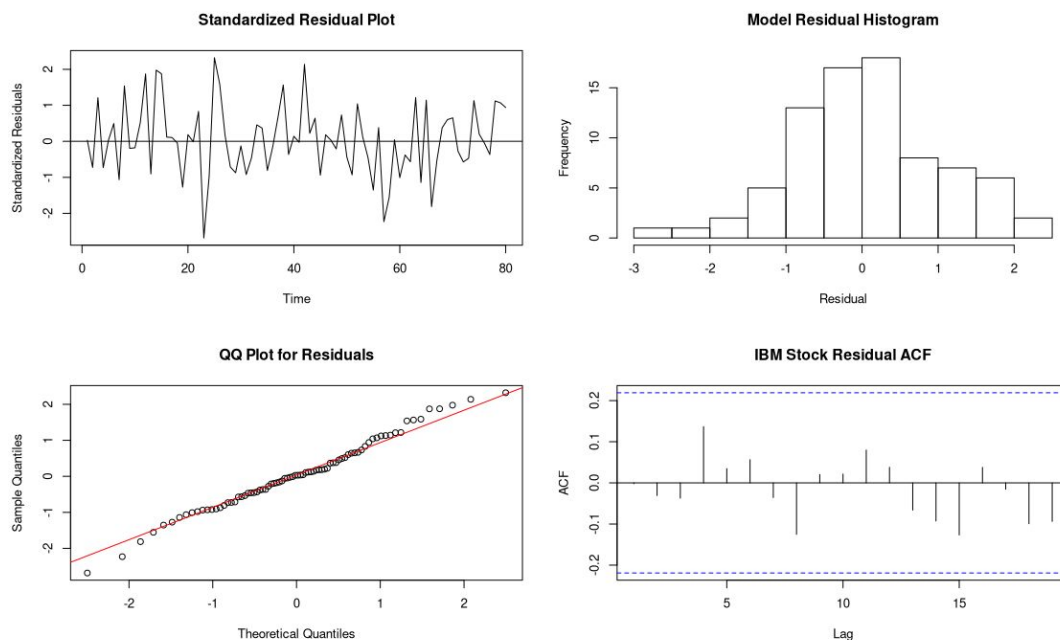 Standardized Residual Plot
Standardized Residuals
2
1
0
-1
-2
0 20 40 60 80
Time
Model Residual Histogram
Frequency
15
5
0
-3 -2 -1 0 1 2
Residual
QQ Plot for Residuals
Sample Quantiles
2
1
0
-1
-2
-2 -1 0 1 2
Theoretical Quantiles
IBM Stock Residual ACF
ACF
0.2
0.1
0.0
-0.1
-0.2
5 10 15
Lag